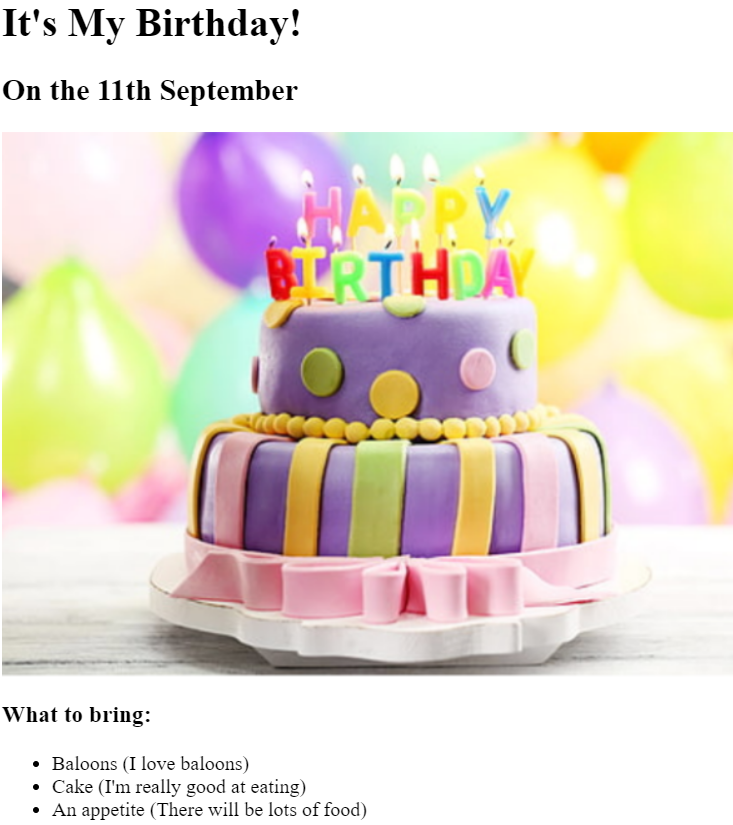 It's My Birthday!
On the 11th September
HAPPY
BIRTHDAY
What to bring:
Baloons (I love baloons)
Cake (I'm really good at eating)
An appetite (There will be lots of food)